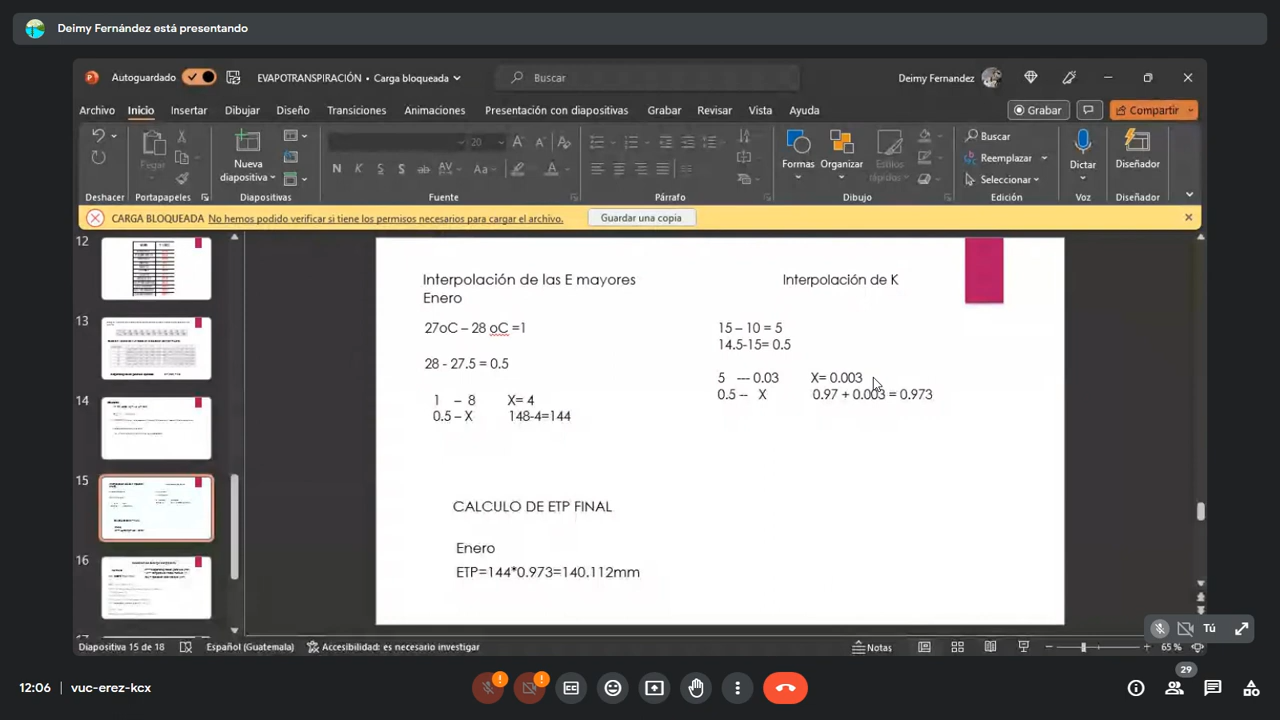 Deimy Fernández está presentando
Autoguardado
EVAPOTRANSPIRACIÓN • Carga bloqueada
Buscar
Deimy Fernandez
Archivo Inicio Insertar Dibujar Diseño Transiciones Animaciones Presentación con diapositivas Grabar Revisar Vista Ayuda
Grabar
Compartir
20
Pegar
Nueva diapositiva
N K S ab AV Aa
Formas
Organizar
Estilos rápidos
Buscar
Reemplazar
Seleccionar
Dictar
Diseñador
Deshacer Portapapeles Diapositivas Fuente Párrafo Dibujo Edición Voz Diseñador
CARGA BLOQUEADA No hemos podido verificar si tiene los permisos necesarios para cargar el archivo.
Guardar una copia
12
13
14
15
16
Interpolación de las E mayores
Enero
27oC – 28 oC =1
28 - 27.5 = 0.5
1 – 8 X= 4
0.5 – X 148-4=144
Interpolación de K
15 – 10 = 5
14.5-15= 0.5
5 --- 0.03 X= 0.003
0.5 -- X 0.97 + 0.003 = 0.973
CALCULO DE ETP FINAL
Enero
ETP=144*0.973=140.112mm
Tú
Diapositiva 15 de 18
Español (Guatemala)
Accesibilidad: es necesario investigar
Notas
65 %
12:06
vuc-erez-kcx
29